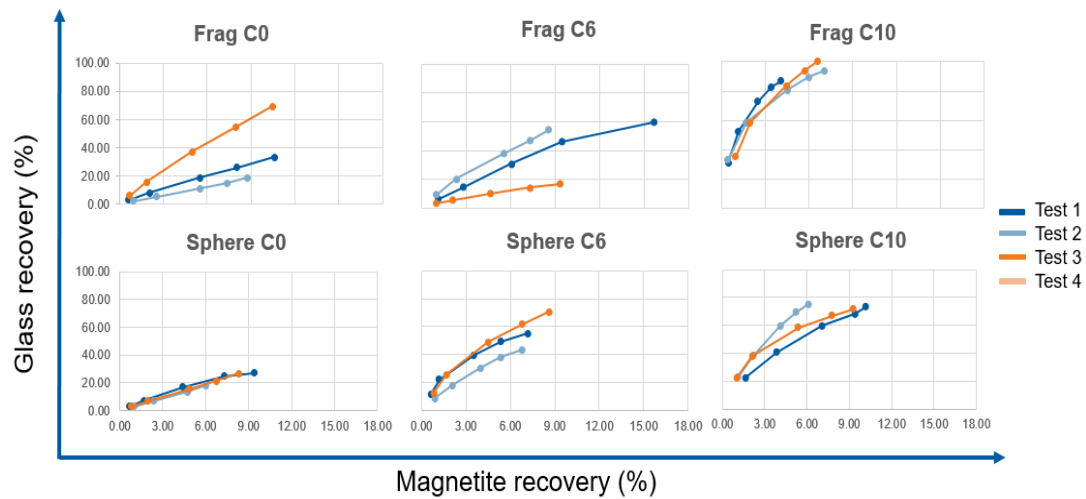 Frag C0
Frag C6
Frag C10
100.00
80.00
60.00
40.00
20.00
0.00
Glass recovery (%)
Test 1
Test 2
Test 3
Test 4
Sphere C0
Sphere C6
Sphere C10
100.00
80.00
60.00
40.00
20.00
0.00
0.00 3.00 6.00 9.00 12.00 15.00 18.00
0.00 3.00 6.00 9.00 12.00 15.00 18.00
0.00 3.00 6.00 9.00 12.00 15.00 18.00
Magnetite recovery (%)